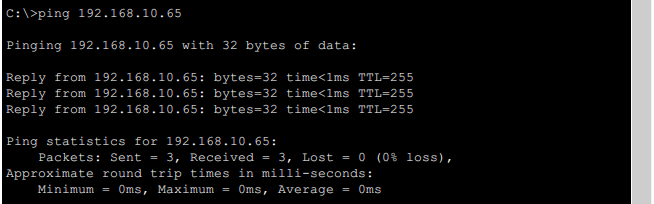 C:\>ping 192.168.10.65
Pinging 192.168.10.65 with 32 bytes of data:
Reply from 192.168.10.65: bytes=32 time<1ms TTL=255
Reply from 192.168.10.65: bytes=32 time<1ms TTL=255
Reply from 192.168.10.65: bytes=32 time<1ms TTL=255
Ping statistics for 192.168.10.65:
Packets: Sent = 3, Received = 3, Lost = 0 (0% loss),
Approximate round trip times in milli-seconds:
Minimum = 0ms, Maximum = 0ms, Average = 0ms